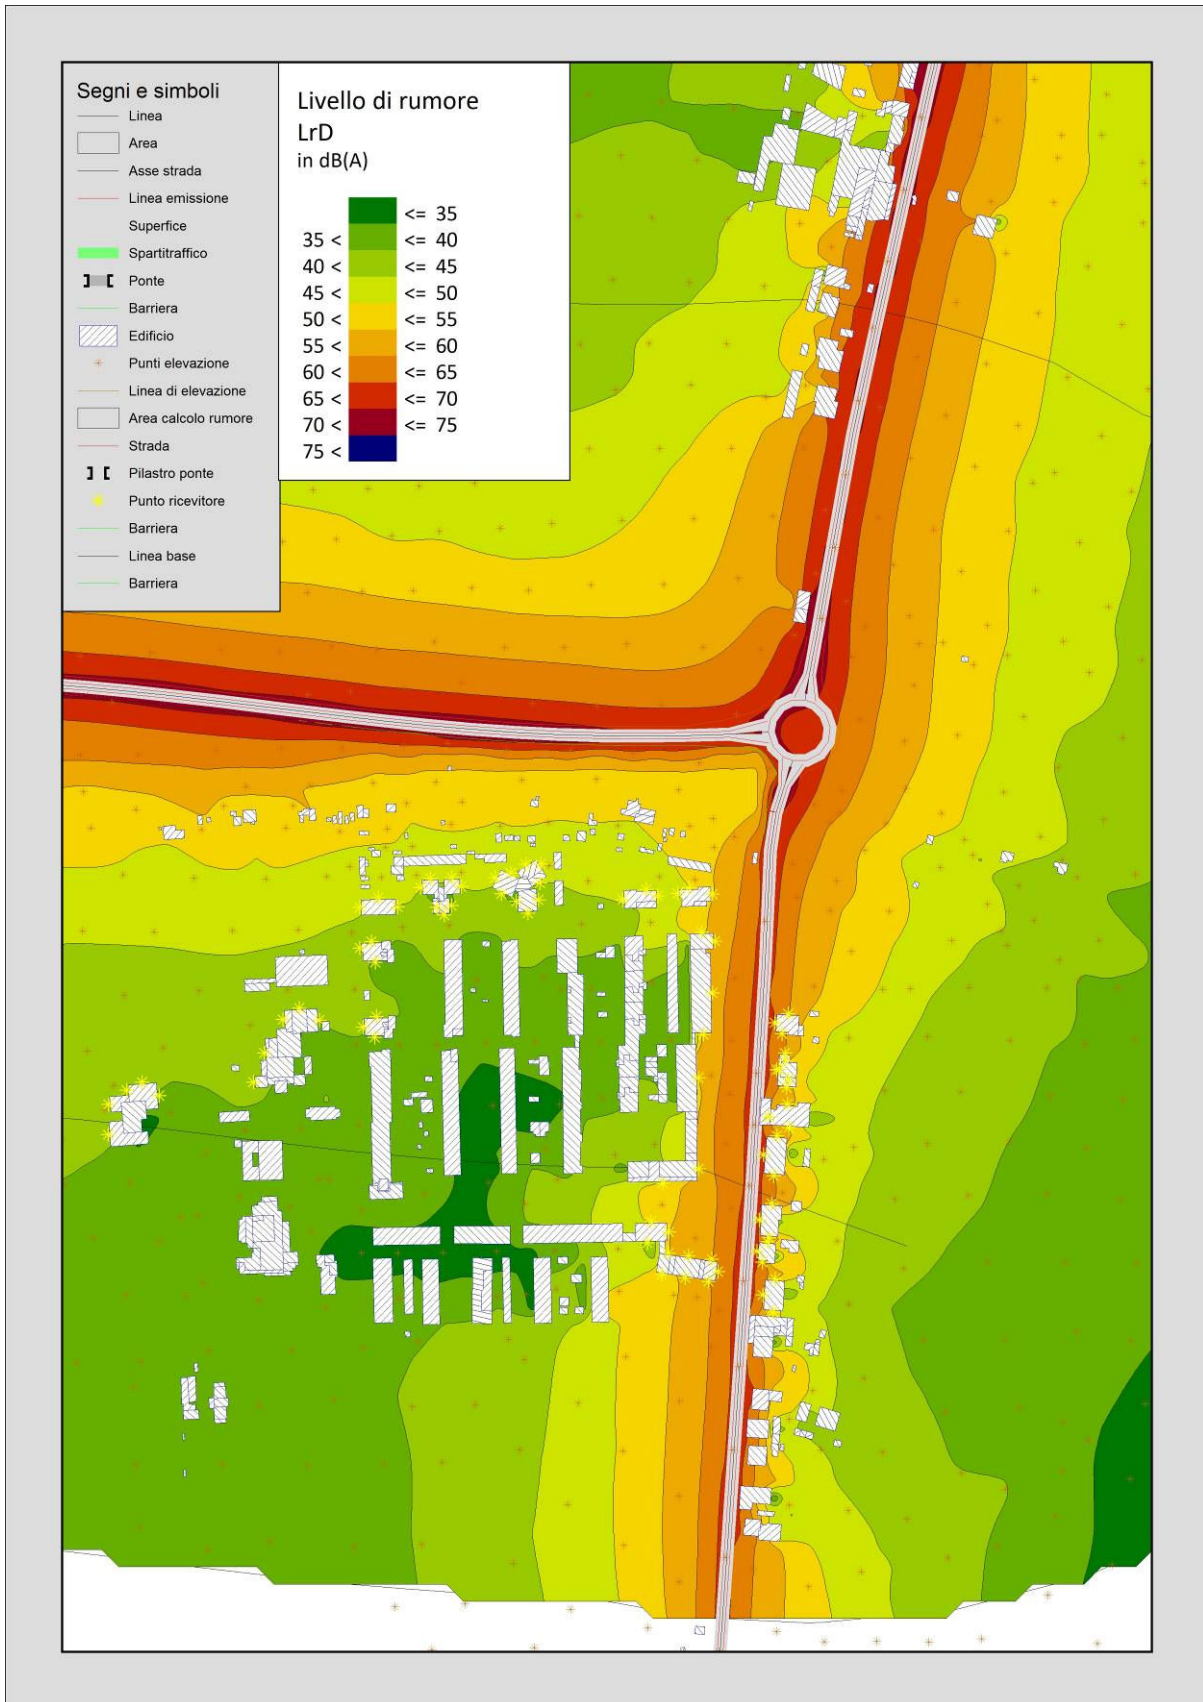 Segni e simboli
Linea
Area
Asse strada
Linea emissione
Superfice
Spartitraffico
Ponte
Barriera
Edificio
Punti elevazione
Linea di elevazione
Area calcolo rumore
Strada
Pilastro ponte
Punto ricevitore
Barriera
Linea base
Barriera
Livello di rumore
LrD
in dB(A)
<= 35
35 < <= 40
40 < <= 45
45 < <= 50
50 < <= 55
55 < <= 60
60 < <= 65
65 < <= 70
70 < <= 75
75 <